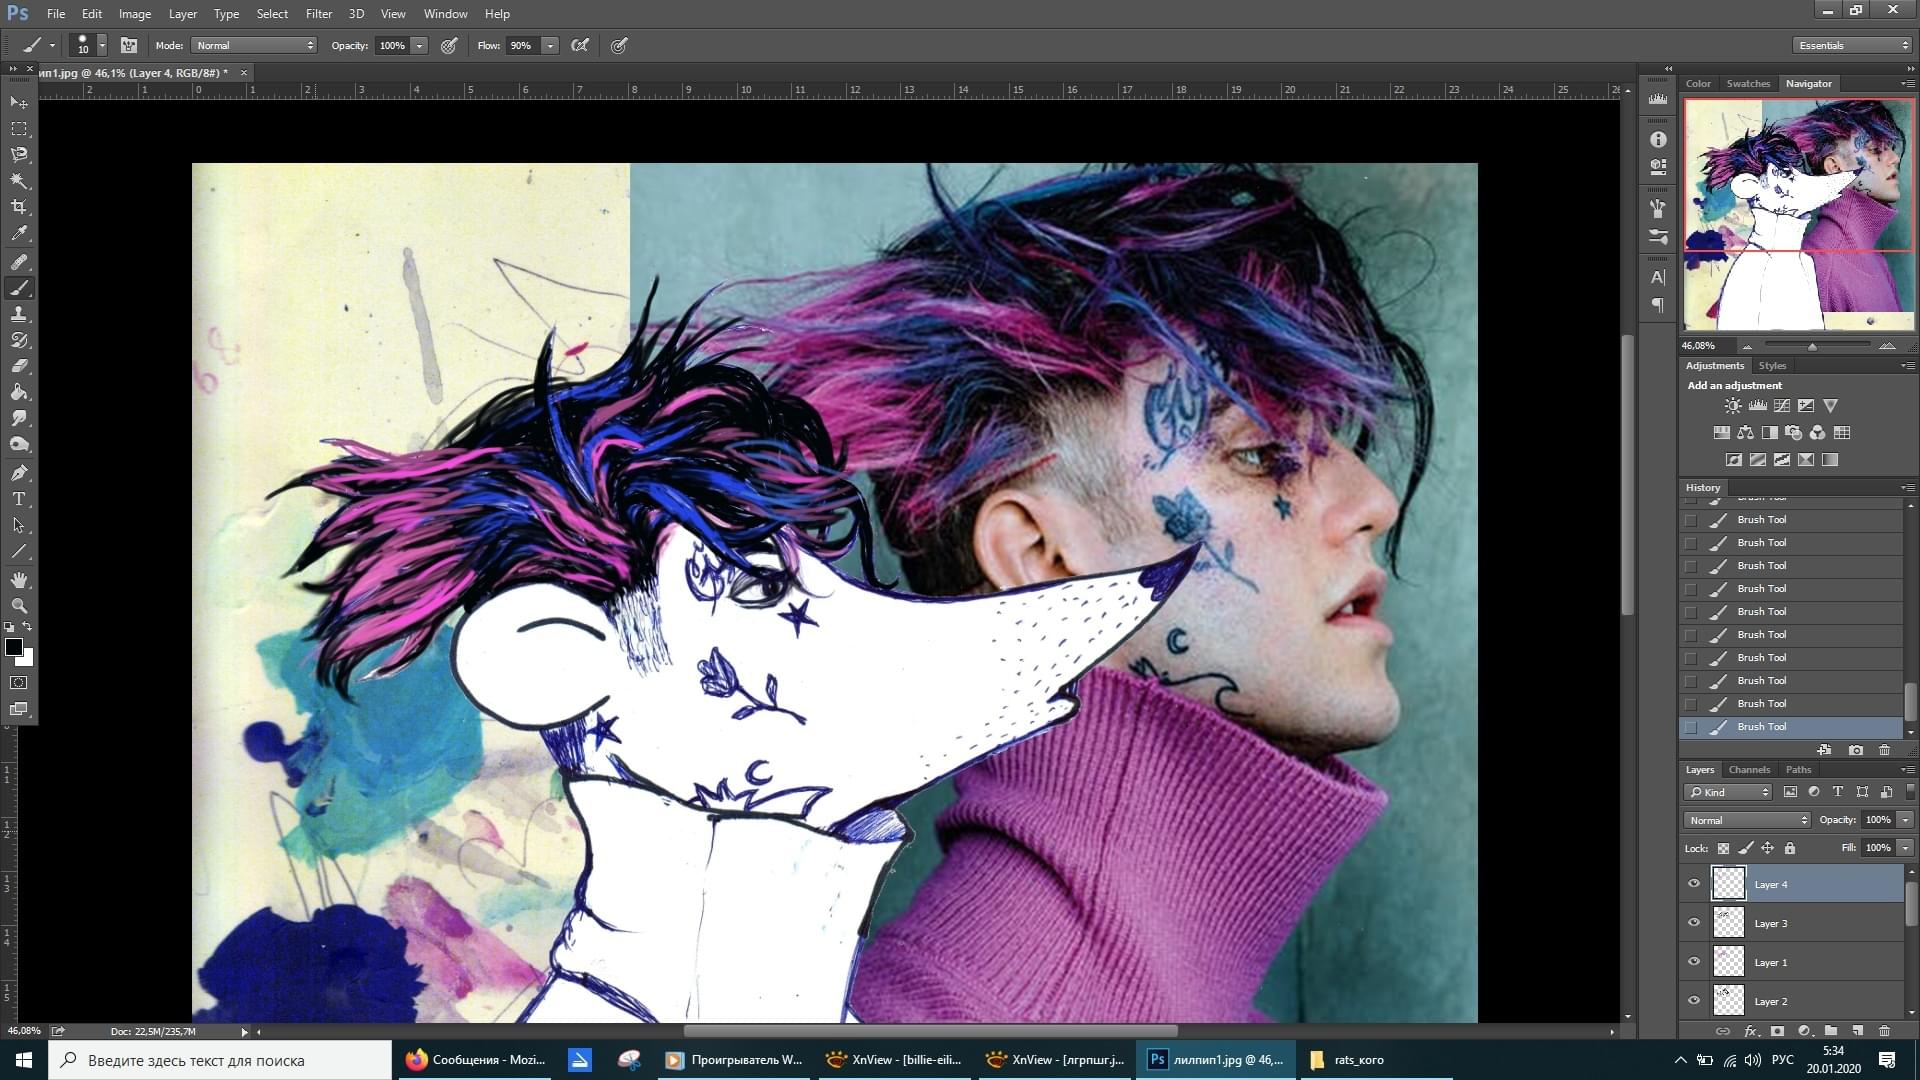 Ps File Edit Image Layer Type Select Filter 3D View Window Help
10 Mode: Normal Opacity: 100% Flow: 90% Essentials
ип1.jpg @ 46,1% (Layer 4, RGB/8#) * ×
2 1 0 1 2 3 4 5 6 7 8 9 10 11 12 13 14 15 16 17 18 19 20 21 22 23 24 25 26
Color Swatches Navigator
46,08%
Adjustments Styles
Add an adjustment
History
Brush Tool
Brush Tool
Brush Tool
Brush Tool
Brush Tool
Brush Tool
Brush Tool
Brush Tool
Brush Tool
Brush Tool
Brush Tool
Layers Channels Paths
Kind
Normal Opacity: 100%
Lock: Fill: 100%
Layer 4
Layer 3
Layer 1
Layer 2
11
12
13
14
15
46,08% Doc: 22,5M/235,7M
Введите здесь текст для поиска
Сообщения - Mozi...
Проигрыватель W...
XnView - [billie-eili...
XnView - [лгрпшг.j...
лилпип1.jpg @ 46,...
rats_кого
РУС
5:34
20.01.2020